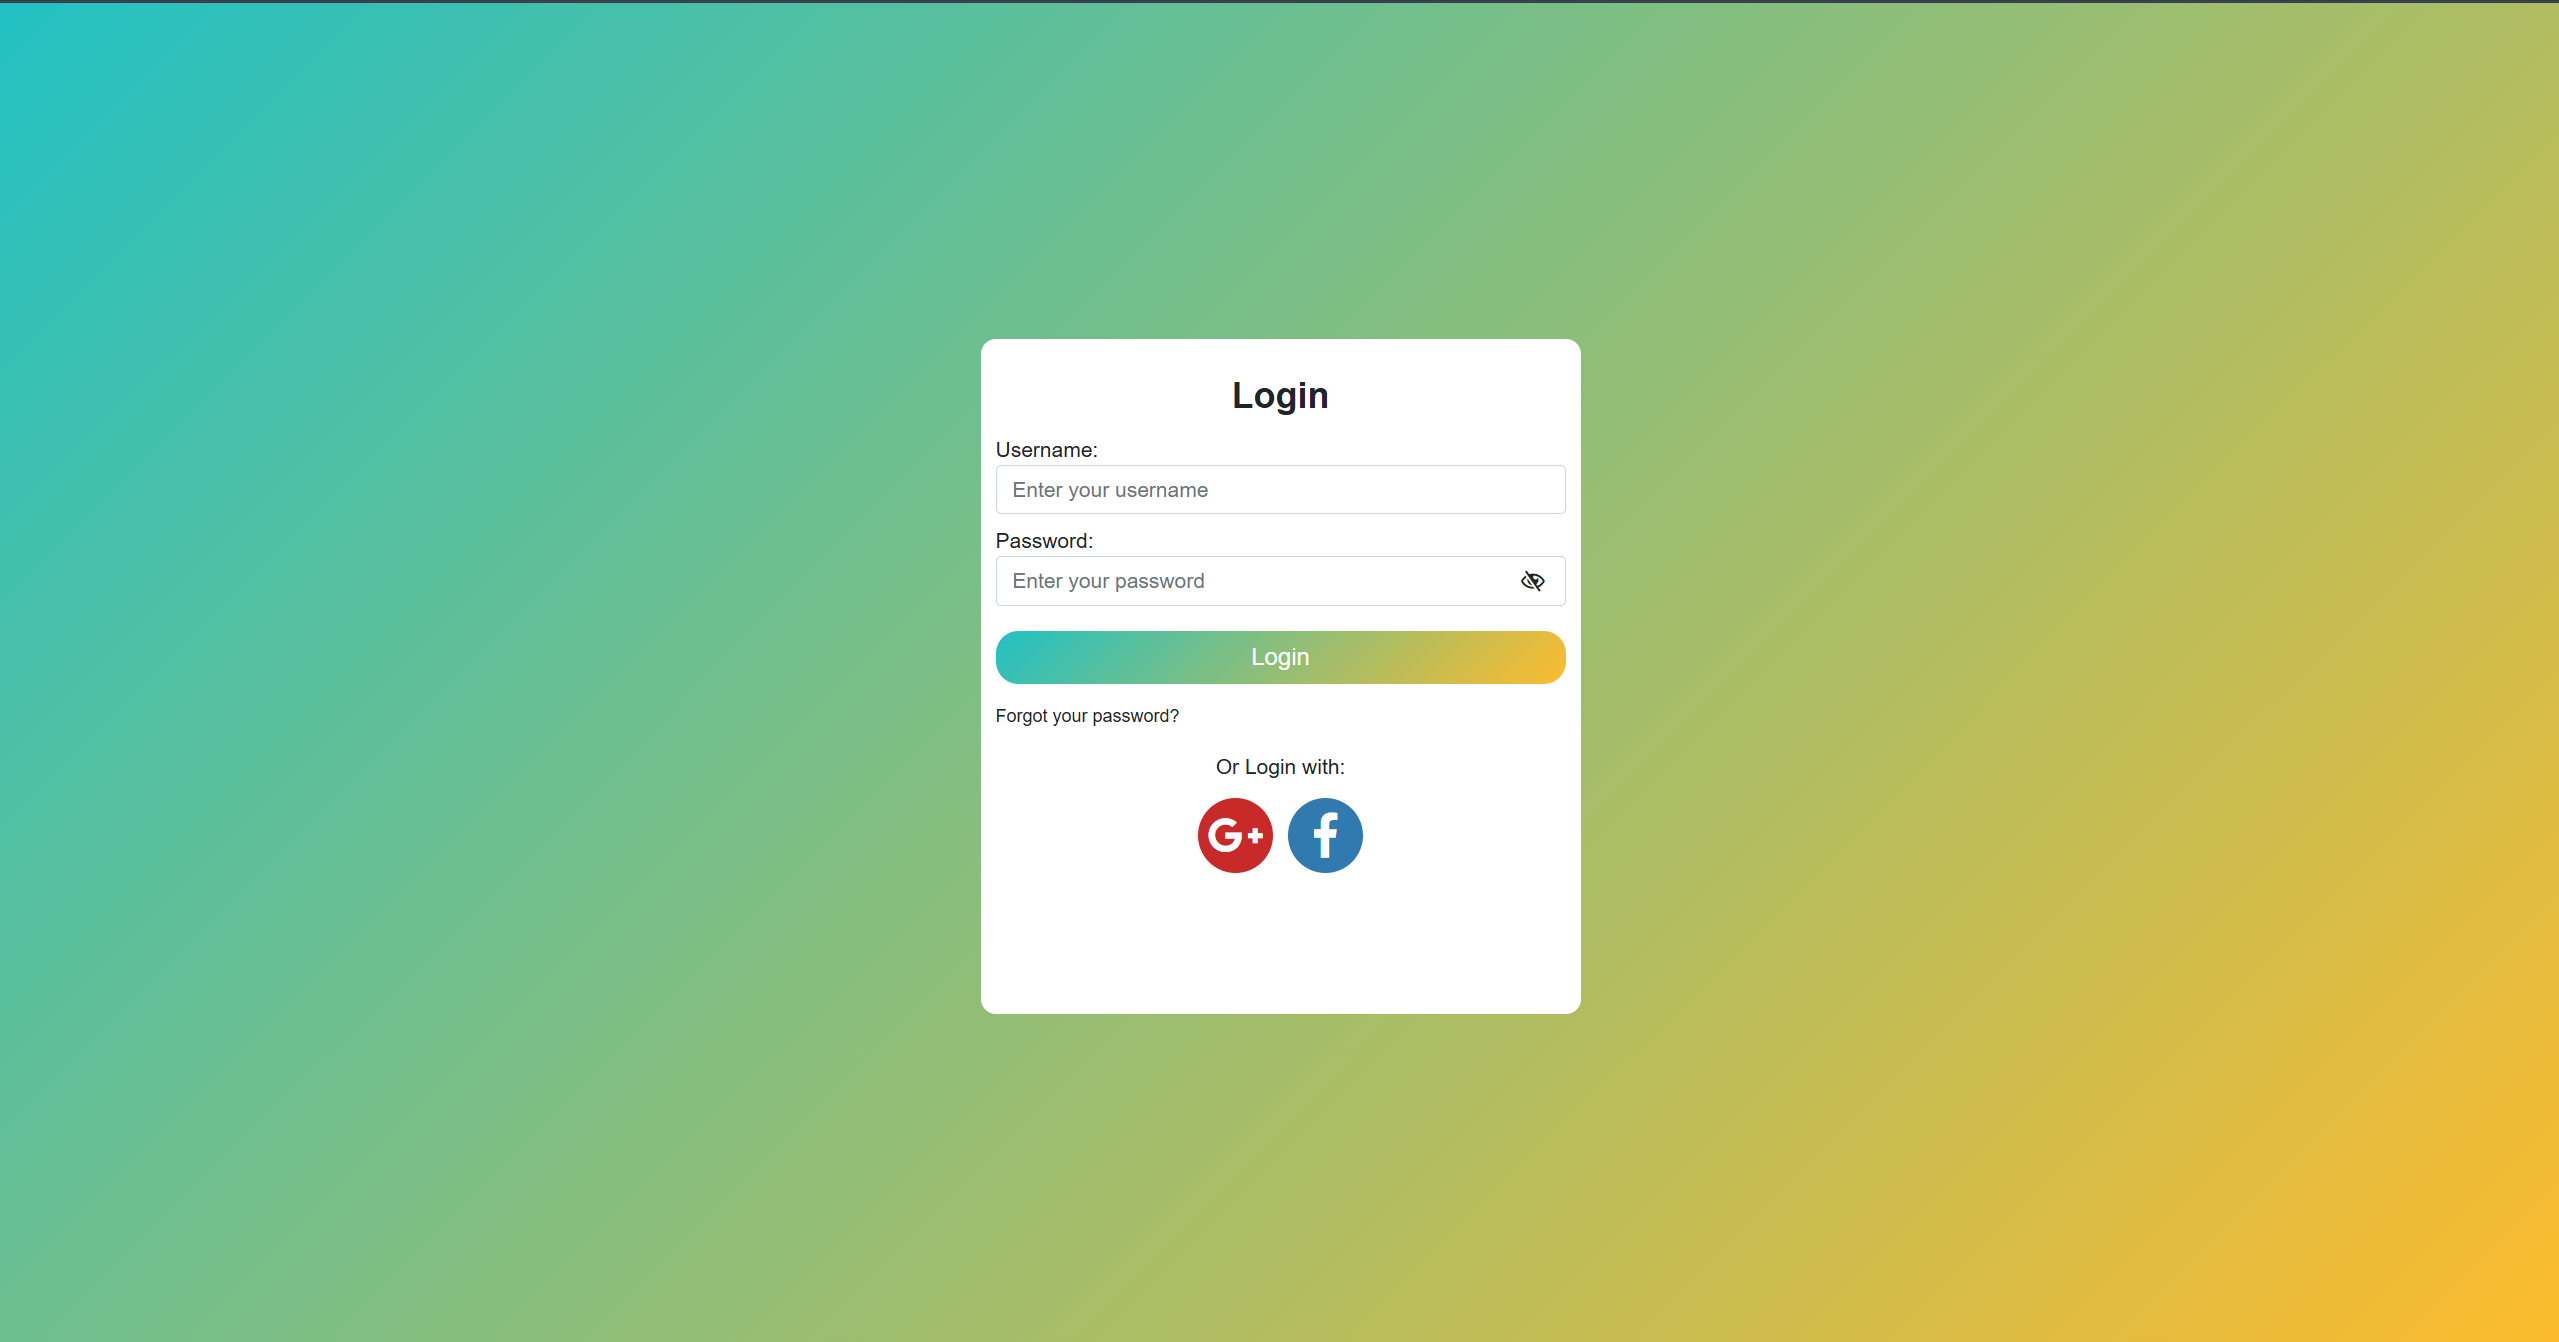 Login
Username:
Enter your username
Password:
Enter your password
Login
Forgot your password?
Or Login with:
G+ f